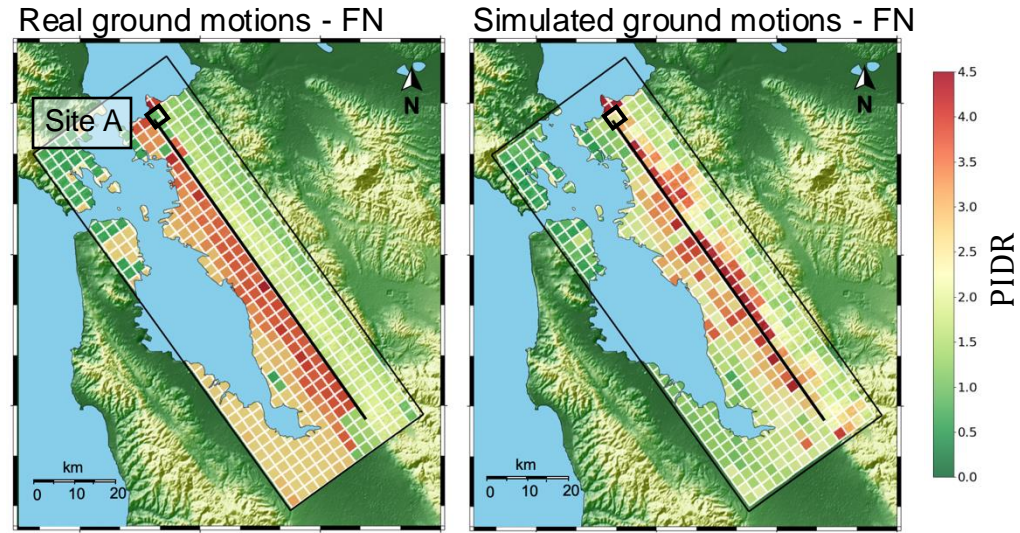 Real ground motions - FN
Simulated ground motions - FN
Site A
N
N
4.5
4.0
3.5
3.0
2.5
2.0
1.5
1.0
0.5
0.0
PIDR
km
0 10 20
km
0 10 20